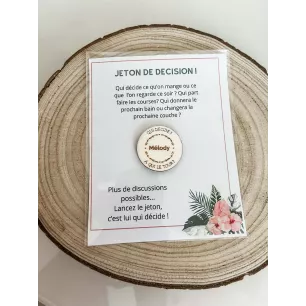 JETON DE DECISION !
Qui décide ce qu'on mange ou ce
que l'on regarde ce soir ? Qui part
faire les courses? Qui donnera le
prochain bain ou changera la
prochaine couche ?
QUI DÉCIDE ?
Mélody
A QUI LE TOUR ?
Plus de discussions
possibles...
Lancez le jeton,
c'est lui qui décide !